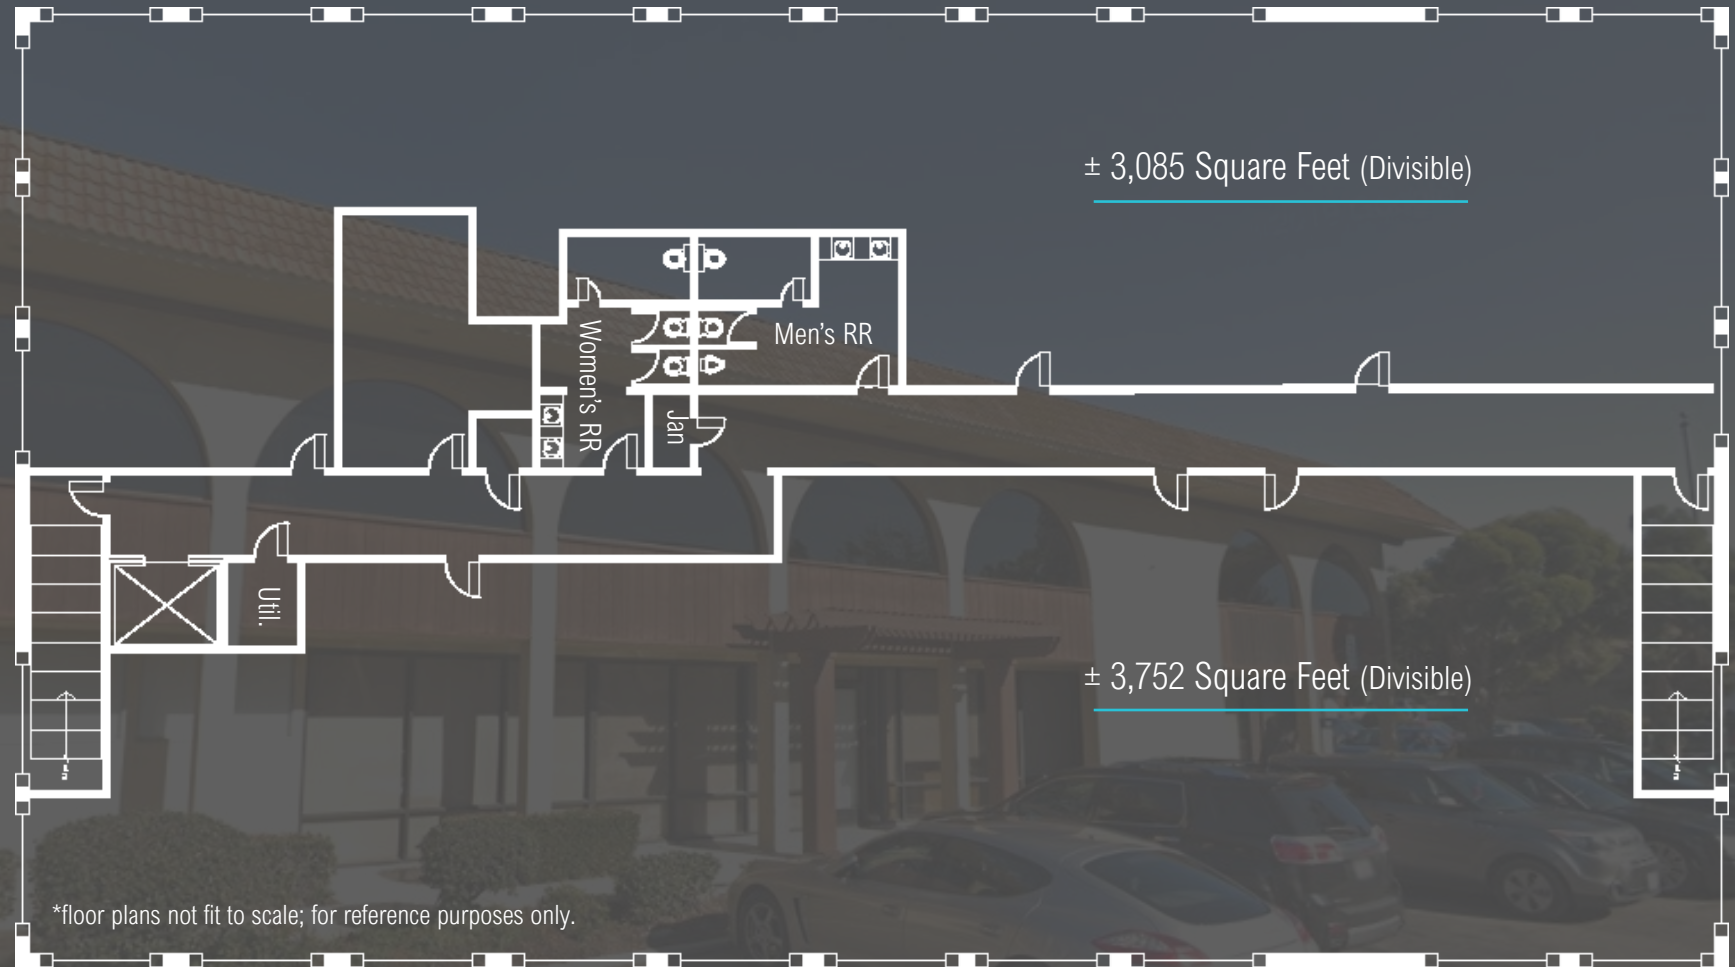 ± 3,085 Square Feet (Divisible)
Men's RR
Women's RR
Jan
Util.
± 3,752 Square Feet (Divisible)
*floor plans not fit to scale; for reference purposes only.